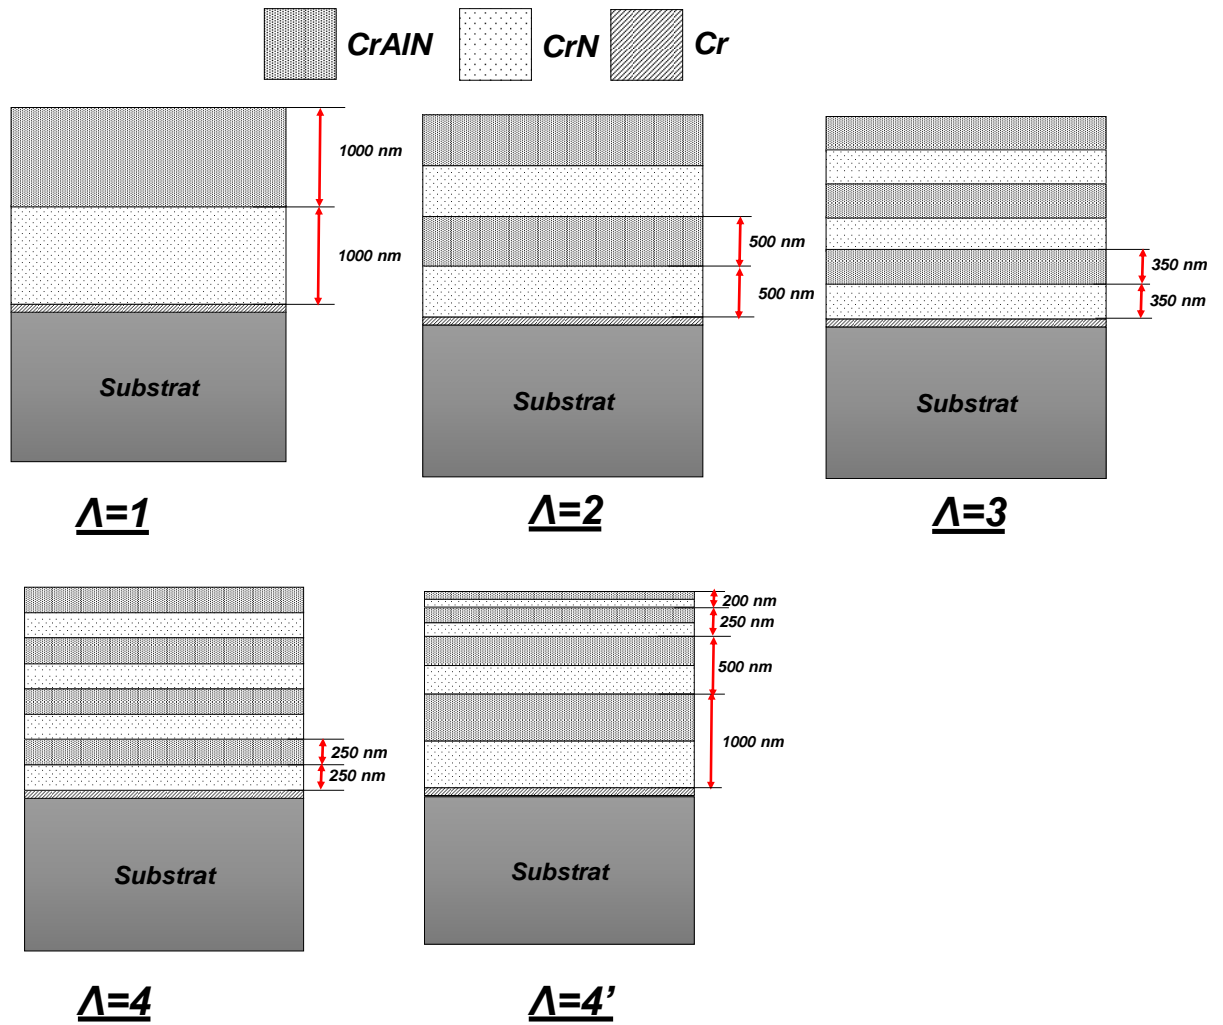 CrAlN CrN Cr
1000 nm
1000 nm
Substrat
Λ=1
500 nm
500 nm
Substrat
Λ=2
350 nm
350 nm
Substrat
Λ=3
250 nm
250 nm
Substrat
Λ=4
200 nm
250 nm
500 nm
1000 nm
Substrat
Λ=4’